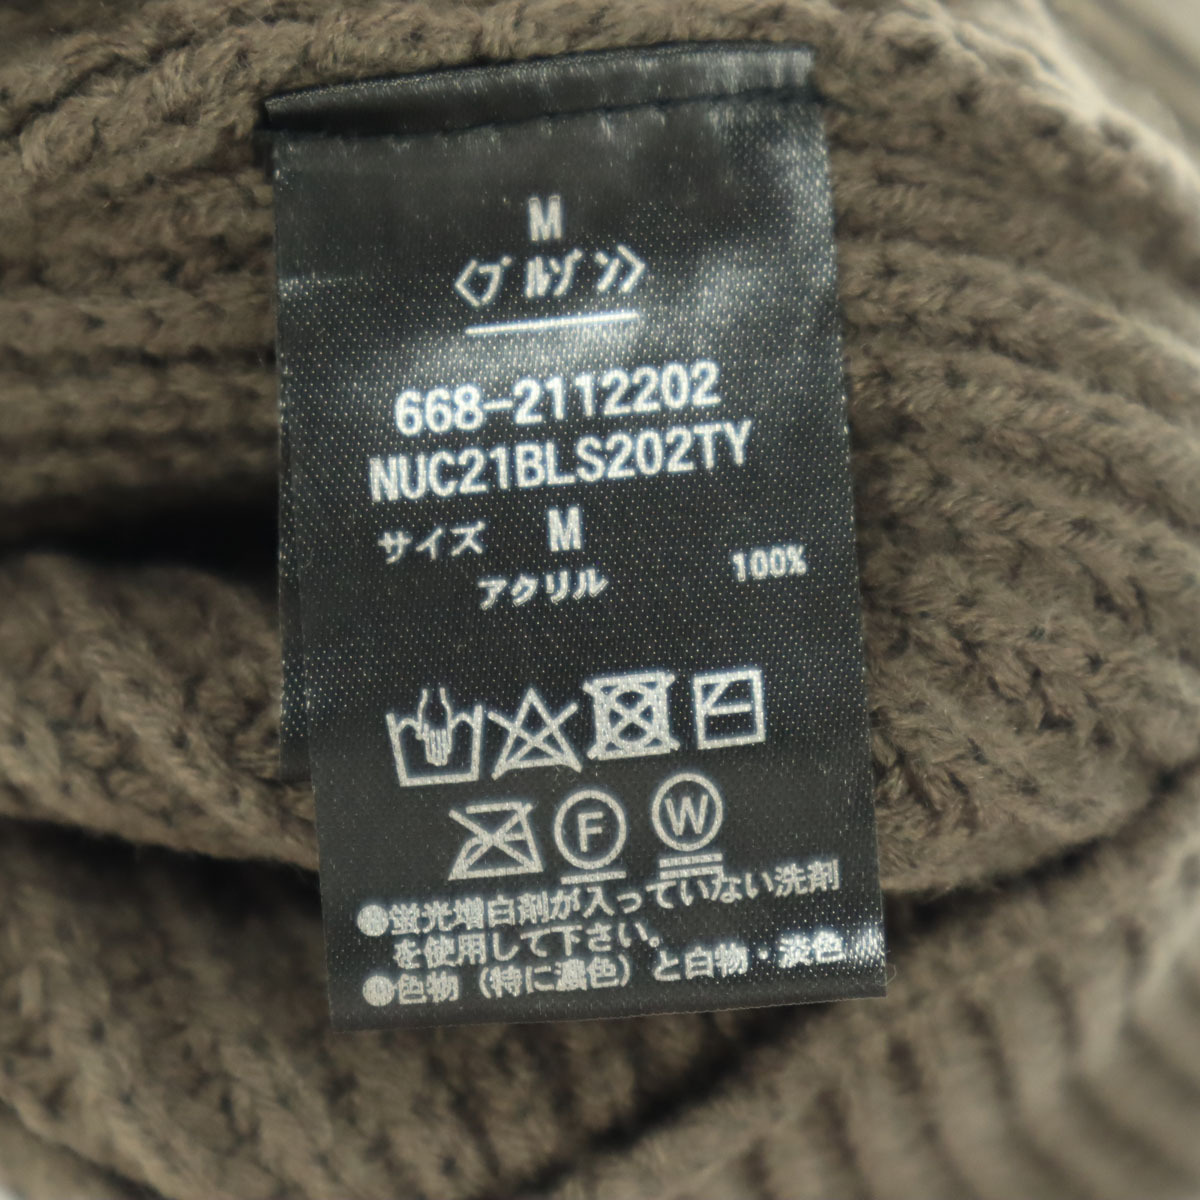 M
〈ブルゾン〉
668-2112202
NUC21BLS202TY
サイズ M
アクリル 100%
F W
●蛍光増白剤が入っていない洗剤
を使用して下さい。
●色物（特に濃色）と白物・淡色